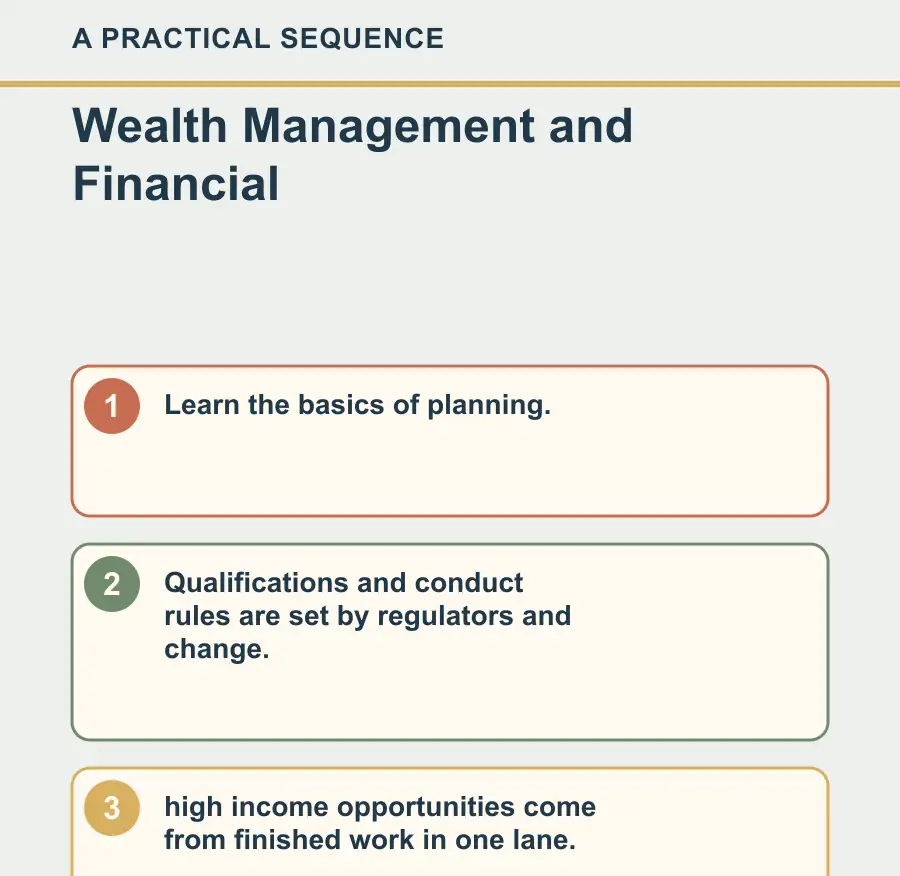 A PRACTICAL SEQUENCE
Wealth Management and
Financial
1
Learn the basics of planning.
2
Qualifications and conduct
rules are set by regulators and
change.
3
high income opportunities come
from finished work in one lane.